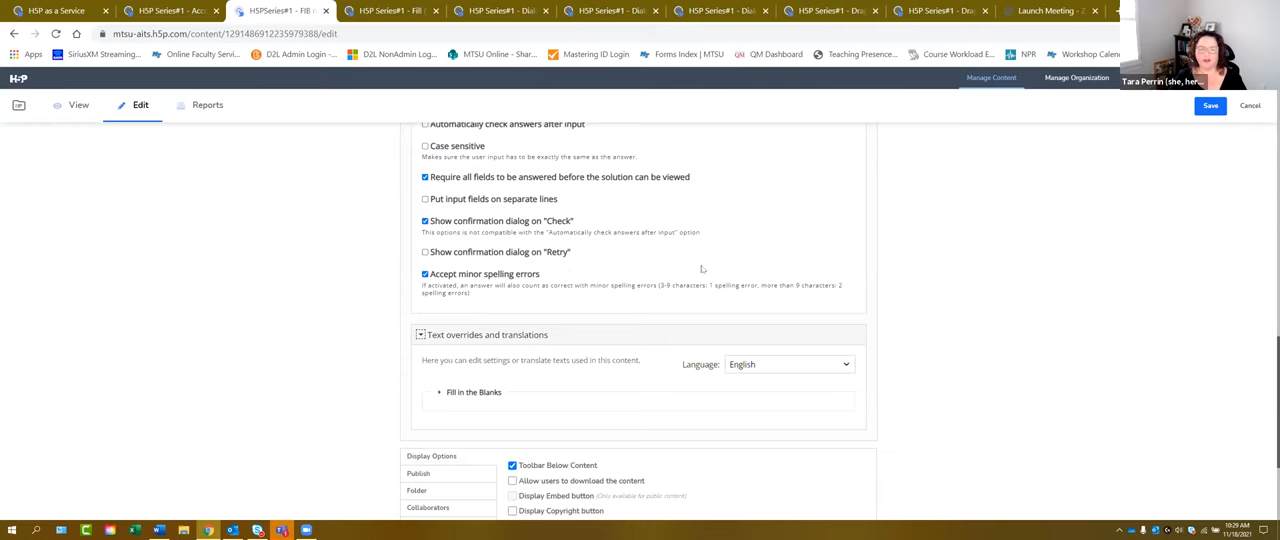 H5P as a Service
H5P Series#1 - Acc
H5PSeries#1 - FIB n
H5P Series#1 - Fill (
H5P Series#1 - Dial
H5P Series#1 - Dial
H5P Series#1 - Dial
H5P Series#1 - Dra
H5P Series#1 - Dra
Launch Meeting - Z
mtsu-aits.h5p.com/content/1291486912235979388/edit
Apps
SiriusXM Streaming...
Online Faculty Servi...
D2L Admin Login -...
D2L NonAdmin Log...
MTSU Online - Shar...
Mastering ID Login
Forms Index | MTSU
QM Dashboard
Teaching Presence...
Course Workload E...
NPR
Workshop Calend
H5P
Manage Content
Manage Organization
Tara Perrin (she, her...
View
Edit
Reports
Save
Cancel
Automatically check answers after input
Case sensitive
Makes sure the user input has to be exactly the same as the answer.
Require all fields to be answered before the solution can be viewed
Put input fields on separate lines
Show confirmation dialog on "Check"
This options is not compatible with the "Automatically check answers after input" option
Show confirmation dialog on "Retry"
Accept minor spelling errors
If activated, an answer will also count as correct with minor spelling errors (3-9 characters: 1 spelling error, more than 9 characters: 2
spelling errors)
Text overrides and translations
Here you can edit settings or translate texts used in this content.
Language:
English
Fill in the Blanks
Display Options
Publish
Folder
Collaborators
Toolbar Below Content
Allow users to download the content
Display Embed button (Only available for public content)
Display Copyright button
10:29 AM
11/18/2021